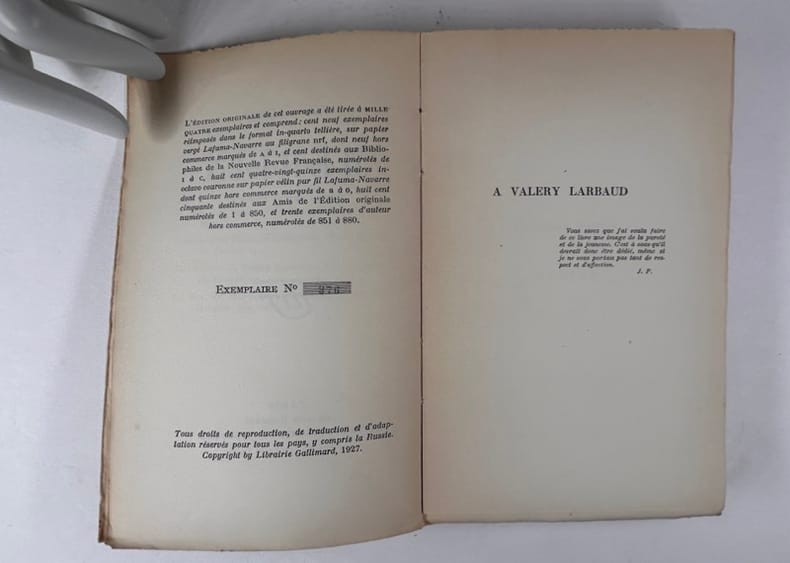 L'ÉDITION ORIGINALE de cet ouvrage a été tirée à MILLE
QUATRE exemplaires et comprend : cent neuf exemplaires
réimposés dans le format in-quarto tellière, sur papier
vergé Lafuma-Navarre au filigrane nrf, dont neuf hors
commerce marqués de A à I, et cent destinés aux Biblio-
philes de la Nouvelle Revue Française, numérotés de
I à C, huit cent quatre-vingt-quinze exemplaires in-
octavo couronne sur papier vélin pur fil Lafuma-Navarre
dont quinze hors commerce marqués de a à o, huit cent
cinquante destinés aux Amis de l'Édition originale
numérotés de 1 à 850, et trente exemplaires d'auteur
hors commerce, numérotés de 851 à 880.
EXEMPLAIRE No 276
Tous droits de reproduction, de traduction et d'adap-
tation réservés pour tous les pays, y compris la Russie.
Copyright by Librairie Gallimard, 1927.
A VALERY LARBAUD
Vous savez que j'ai voulu faire
de ce livre une image de la pureté
et de la jeunesse. C'est à vous qu'il
devrait donc être dédié, même si
je ne vous portais pas tant de res-
pect et d'affection.
J. P.